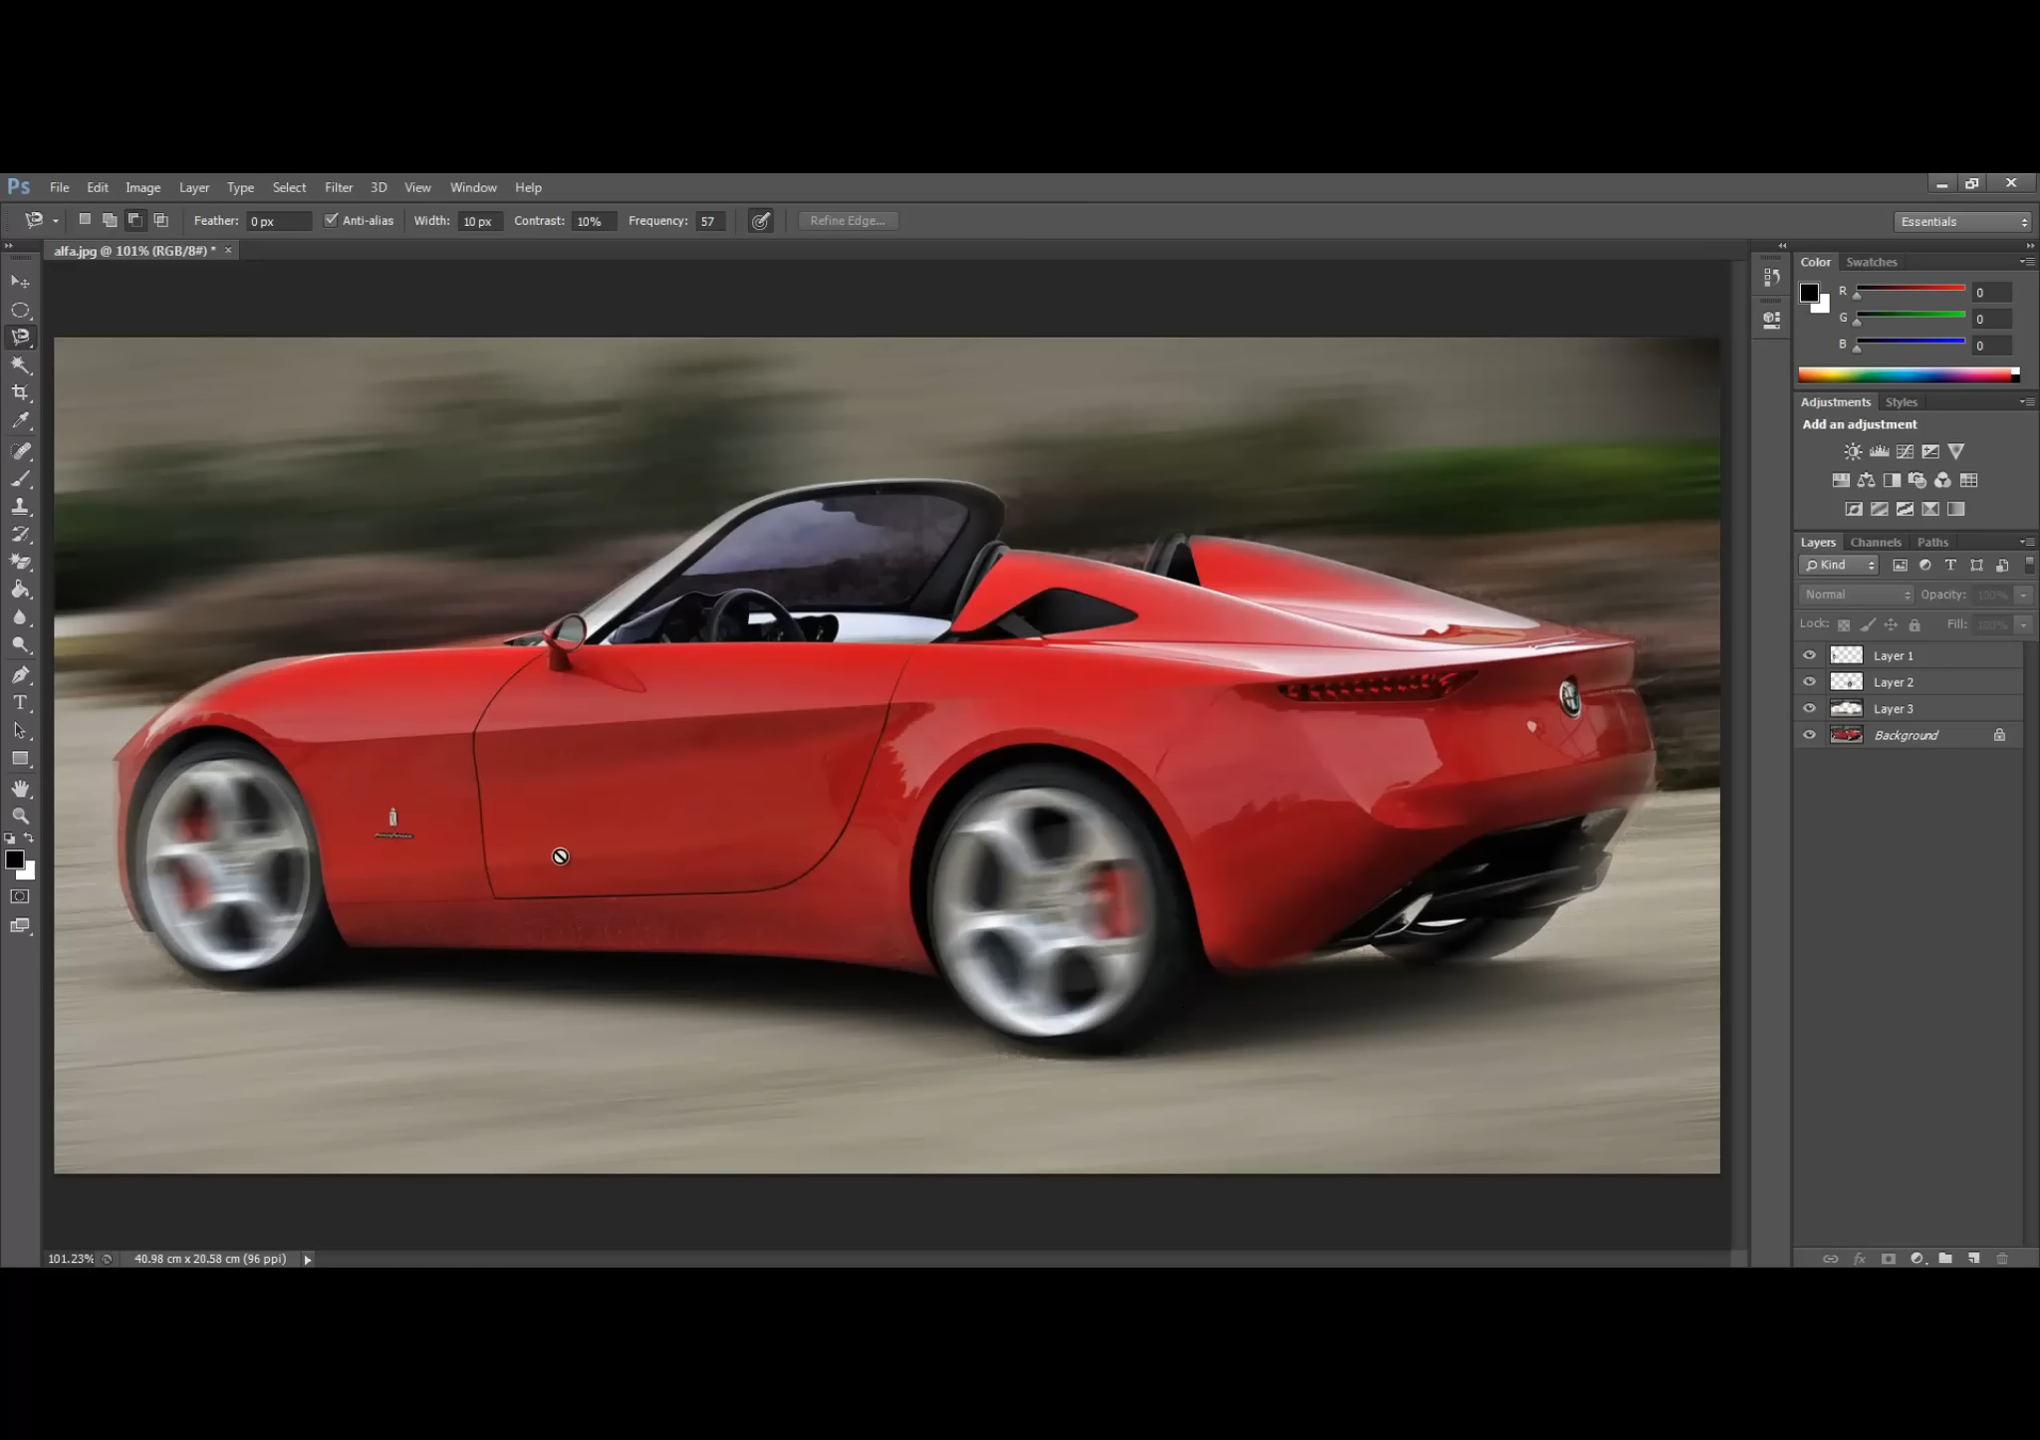 Ps File Edit Image Layer Type Select Filter 3D View Window Help
Feather: 0 px Anti-alias Width: 10 px Contrast: 10% Frequency: 57 Refine Edge... Essentials
alfa.jpg @ 101% (RGB/8#) * ×
Color Swatches
R 0
G 0
B 0
Adjustments Styles
Add an adjustment
Layers Channels Paths
Kind
Normal Opacity: 100%
Lock: Fill: 100%
Layer 1
Layer 2
Layer 3
Background
101.23% 40.98 cm x 20.58 cm (96 ppi)